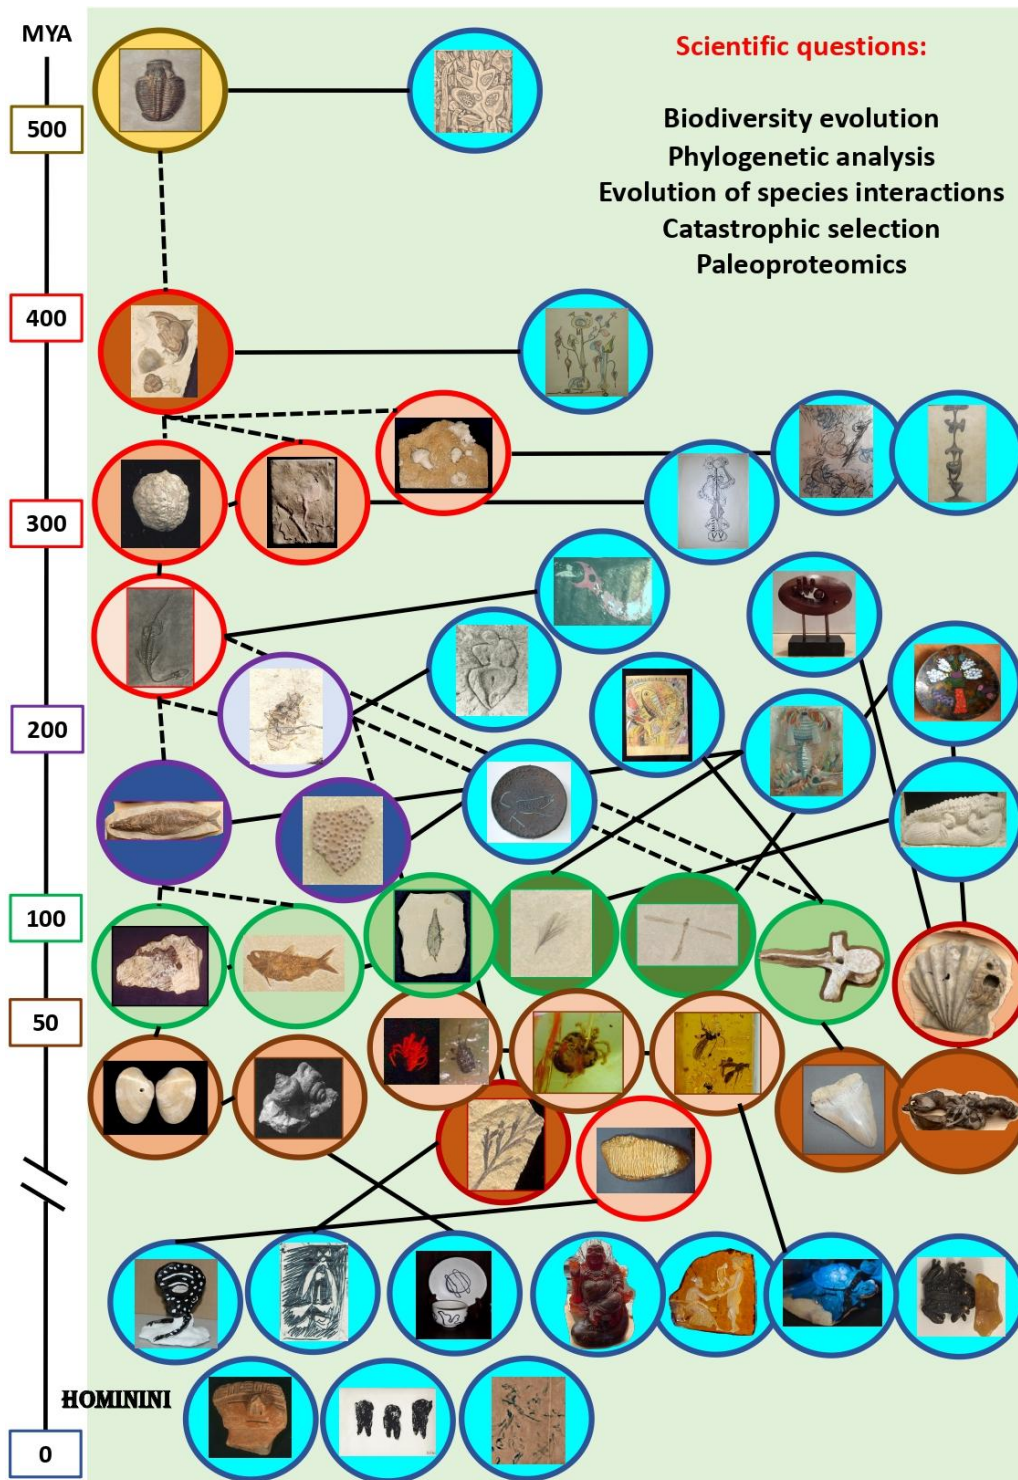 MYA
Scientific questions:
500
Biodiversity evolution
Phylogenetic analysis
Evolution of species interactions
Catastrophic selection
Paleoproteomics
400
300
200
100
50
HOMININI
0